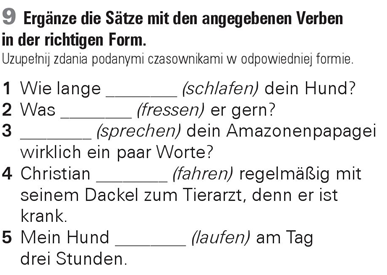 9 Ergänze die Sätze mit den angegebenen Verben
in der richtigen Form.
Uzupełnij zdania podanymi czasownikami w odpowiedniej formie.
1 Wie lange ________ (schlafen) dein Hund?
2 Was ________ (fressen) er gern?
3 ________ (sprechen) dein Amazonenpapagei
wirklich ein paar Worte?
4 Christian ________ (fahren) regelmäßig mit
seinem Dackel zum Tierarzt, denn er ist
krank.
5 Mein Hund ________ (laufen) am Tag
drei Stunden.